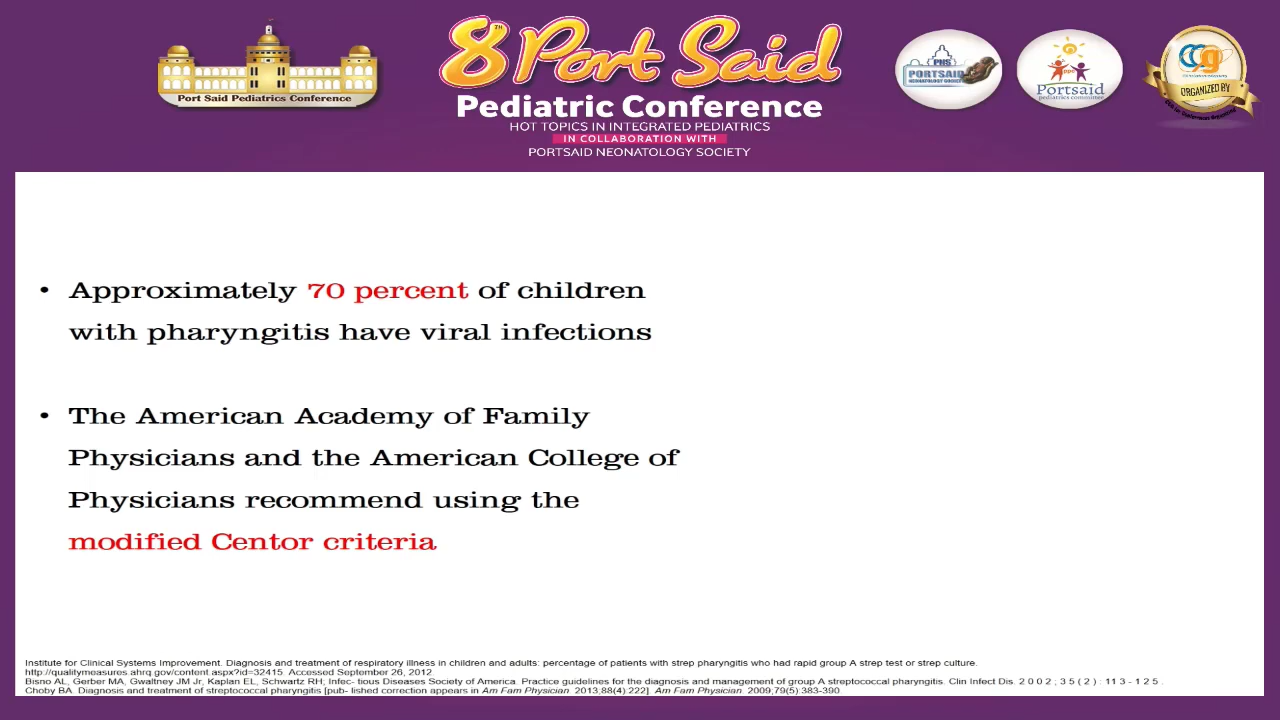 8TH Port Said
Pediatric Conference
HOT TOPICS IN INTEGRATED PEDIATRICS
IN COLLABORATION WITH
PORTSAID NEONATOLOGY SOCIETY
Port Said Pediatrics Conference
PNS
PORTSAID
NEONATOLOGY SOCIETY
ppc
Portsaid
pediatrics committee
CCg
ORGANIZED BY
• Approximately 70 percent of children
with pharyngitis have viral infections
• The American Academy of Family
Physicians and the American College of
Physicians recommend using the
modified Centor criteria
Institute for Clinical Systems Improvement. Diagnosis and treatment of respiratory illness in children and adults: percentage of patients with strep pharyngitis who had rapid group A strep test or strep culture.
http://qualitymeasures.ahrq.gov/content.aspx?id=32415. Accessed September 26, 2012.
Bisno AL, Gerber MA, Gwaltney JM Jr, Kaplan EL, Schwartz RH; Infec- tious Diseases Society of America. Practice guidelines for the diagnosis and management of group A streptococcal pharyngitis. Clin Infect Dis. 2 0 0 2 ; 3 5 ( 2 ) : 11 3 - 1 2 5 .
Choby BA. Diagnosis and treatment of streptococcal pharyngitis [pub- lished correction appears in Am Fam Physician. 2013;88(4):222]. Am Fam Physician. 2009;79(5):383-390.